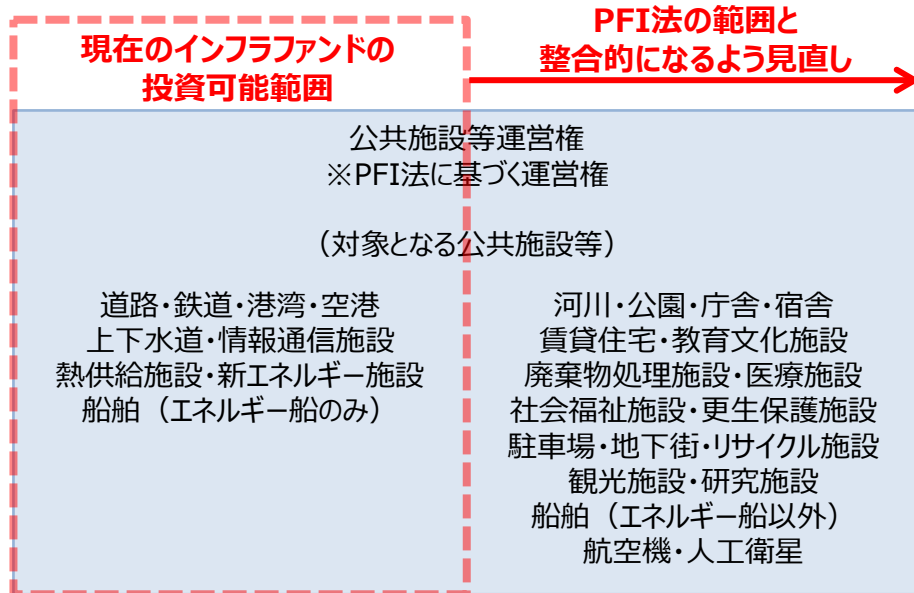 現在のインフラファンドの
投資可能範囲
PFI法の範囲と
整合的になるよう見直し
公共施設等運営権
※PFI法に基づく運営権
（対象となる公共施設等）
道路・鉄道・港湾・空港
上下水道・情報通信施設
熱供給施設・新エネルギー施設
船舶（エネルギー船のみ）
河川・公園・庁舎・宿舎
賃貸住宅・教育文化施設
廃棄物処理施設・医療施設
社会福祉施設・更生保護施設
駐車場・地下街・リサイクル施設
観光施設・研究施設
船舶（エネルギー船以外）
航空機・人工衛星